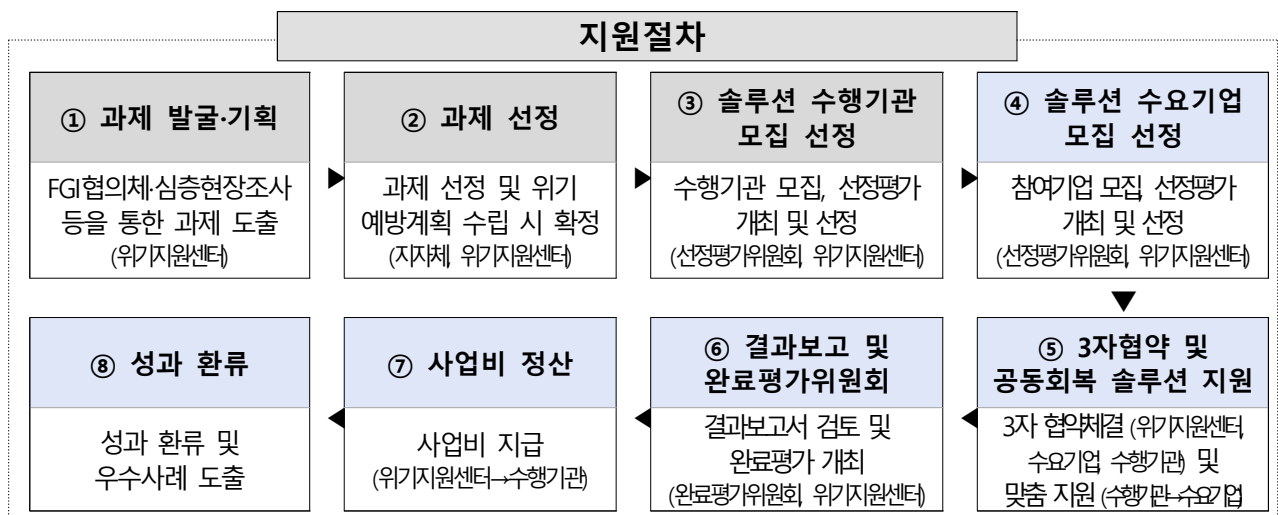 지원절차
① 과제 발굴·기획
FGI협의체·심층현장조사
등을 통한 과제 도출
(위기지원센터)
▶
② 과제 선정
과제 선정 및 위기
예방계획 수립 시 확정
(지자체, 위기지원센터)
▶
③ 솔루션 수행기관
모집 선정
수행기관 모집, 선정평가
개최 및 선정
(선정평가위원회, 위기지원센터)
▶
④ 솔루션 수요기업
모집 선정
참여기업 모집, 선정평가
개최 및 선정
(선정평가위원회, 위기지원센터)
▼
⑤ 3자협약 및
공동회복 솔루션 지원
3자 협약체결 (위기지원센터,
수요기업, 수행기관) 및
맞춤 지원 (수행기관→수요기업)
◀
⑥ 결과보고 및
완료평가위원회
결과보고서 검토 및
완료평가 개최
(완료평가위원회, 위기지원센터)
◀
⑦ 사업비 정산
사업비 지급
(위기지원센터→수행기관)
◀
⑧ 성과 환류
성과 환류 및
우수사례 도출